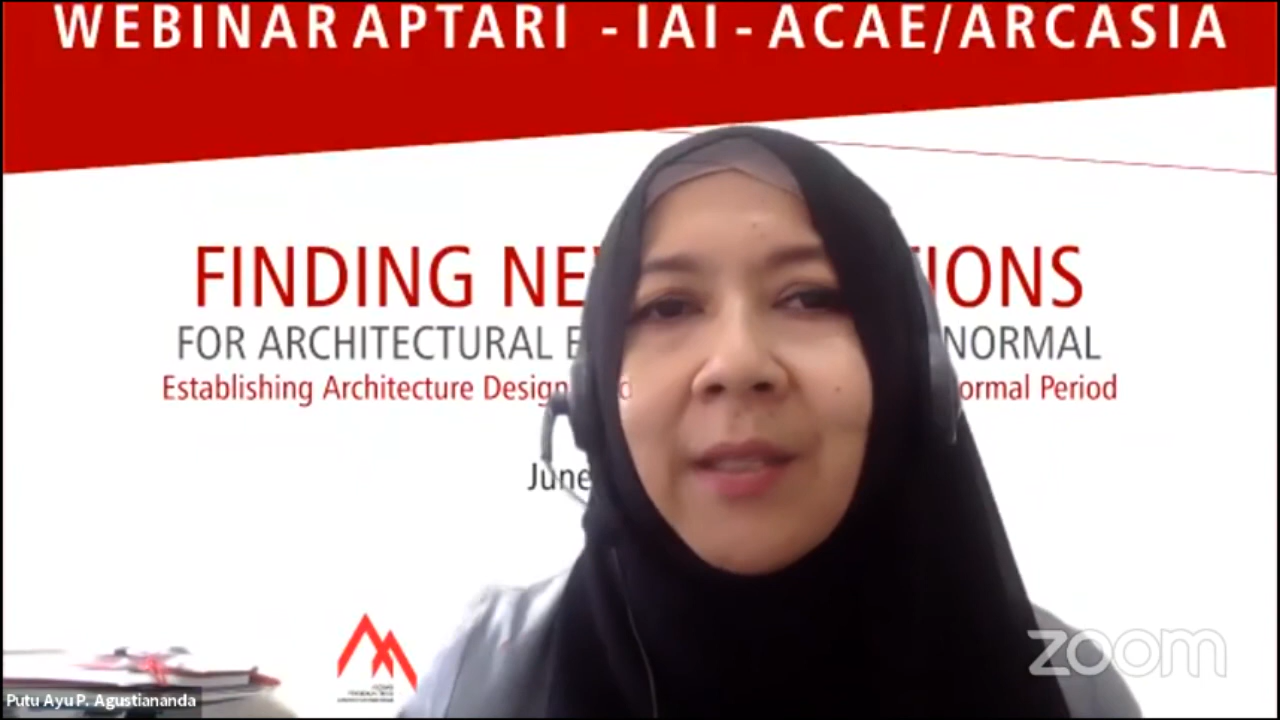 WEBINAR APTARI - IAI - ACAE/ARCASIA
FINDING NE IONS
FOR ARCHITECTURAL E NORMAL
Establishing Architecture Design ormal Period
June
zoom
Putu Ayu P. Agustiananda